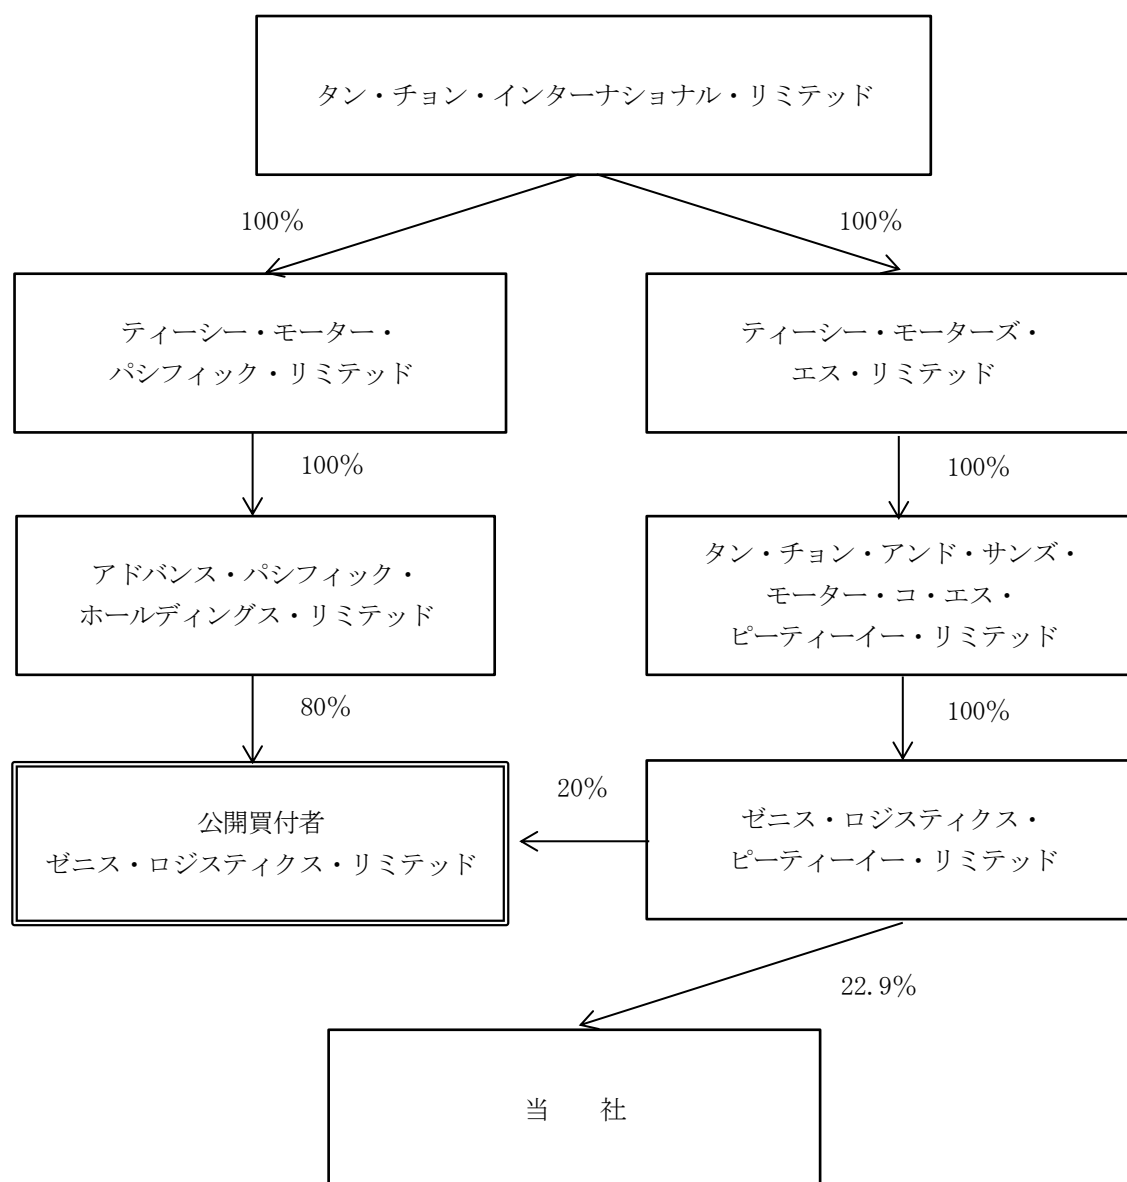 タン・チョン・インターナショナル・リミテッド
100%
100%
ティーシー・モーター・
パシフィック・リミテッド
ティーシー・モーターズ・
エス・リミテッド
100%
100%
アドバンス・パシフィック・
ホールディングス・リミテッド
タン・チョン・アンド・サンズ・
モーター・コ・エス・
ピーティーイー・リミテッド
80%
100%
公開買付者
ゼニス・ロジスティクス・リミテッド
20%
ゼニス・ロジスティクス・
ピーティーイー・リミテッド
22.9%
当　社